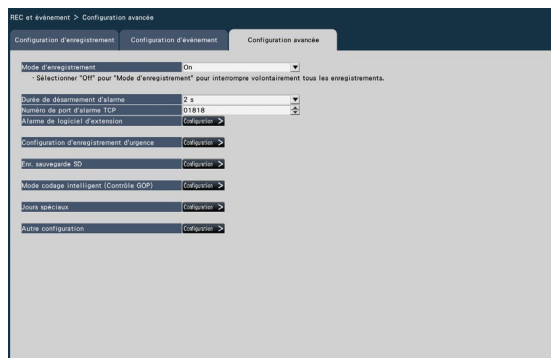 REC et événement > Configuration avancée
Configuration d'enregistrement Configuration d'événement Configuration avancée
Mode d'enregistrement On
· Sélectionner "Off" pour "Mode d'enregistrement" pour interrompre volontairement tous les enregistrements.
Durée de désarmement d'alarme 2 s
Numéro de port d'alarme TCP 01818
Alarme de logiciel d'extension Configuration >
Configuration d'enregistrement d'urgence Configuration >
Enr. sauvegarde SD Configuration >
Mode codage intelligent (Contrôle GOP) Configuration >
Jours spéciaux Configuration >
Autre configuration Configuration >